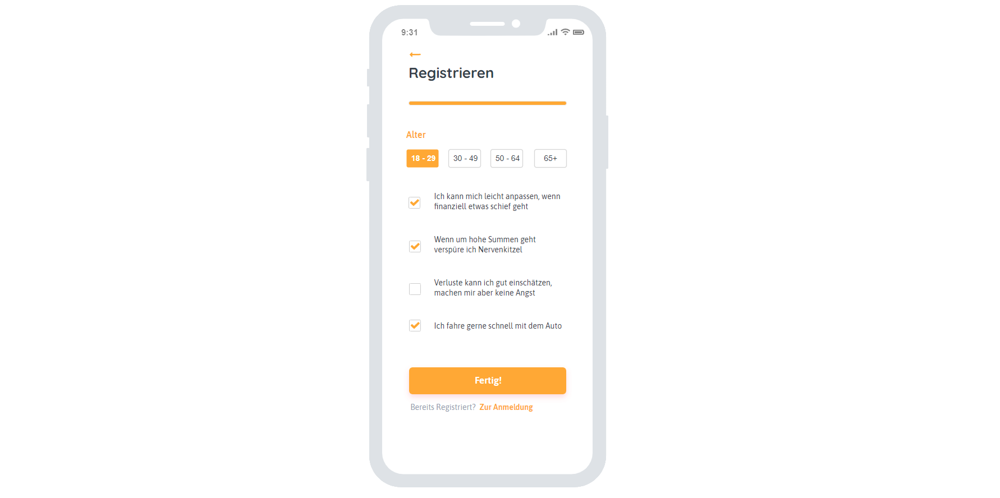 9:31
Registrieren
Alter
18 - 29 30 - 49 50 - 64 65+
Ich kann mich leicht anpassen, wenn
finanziell etwas schief geht
Wenn um hohe Summen geht
verspüre ich Nervenkitzel
Verluste kann ich gut einschätzen,
machen mir aber keine Angst
Ich fahre gerne schnell mit dem Auto
Fertig!
Bereits Registriert? Zur Anmeldung